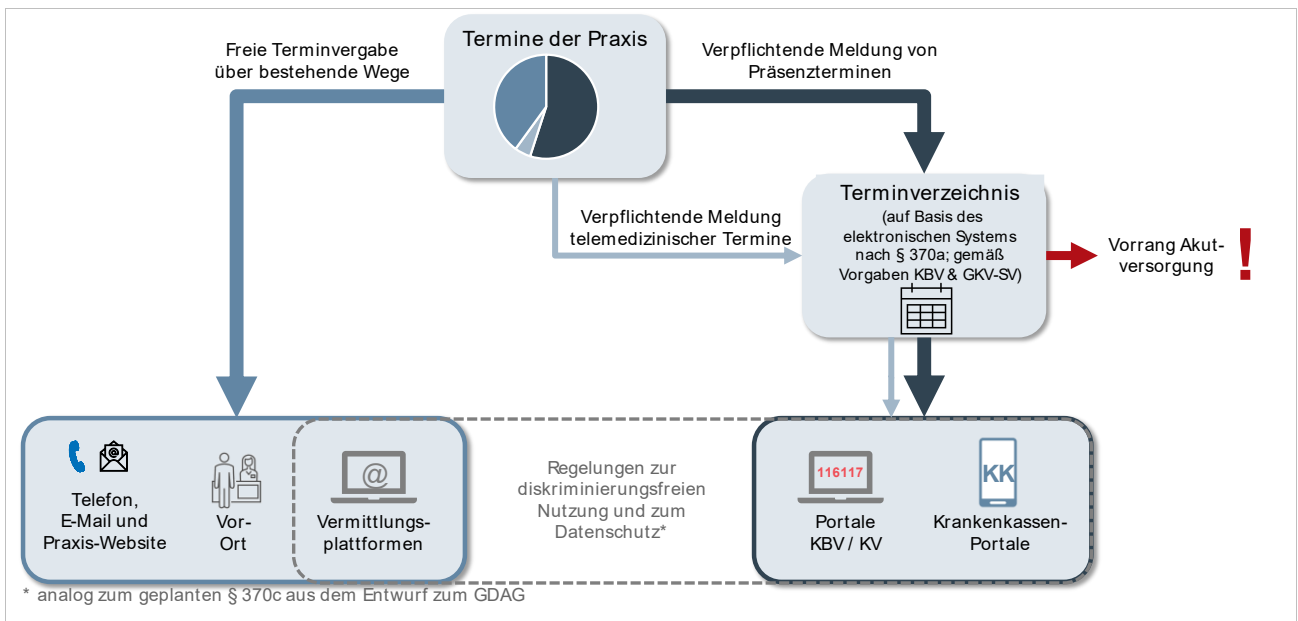 Termine der Praxis
Freie Terminvergabe
über bestehende Wege
Verpflichtende Meldung von
Präsenzterminen
Verpflichtende Meldung
telemedizinischer Termine
Terminverzeichnis
(auf Basis des
elektronischen Systems
nach § 370a; gemäß
Vorgaben KBV & GKV-SV)
Vorrang Akut-
versorgung
!
@
Telefon,
E-Mail und
Praxis-Website
Vor-
Ort
@
Vermittlungs-
plattformen
Regelungen zur
diskriminierungsfreien
Nutzung und zum
Datenschutz*
116117
Portale
KBV / KV
KK
Krankenkassen-
Portale
* analog zum geplanten § 370c aus dem Entwurf zum GDAG